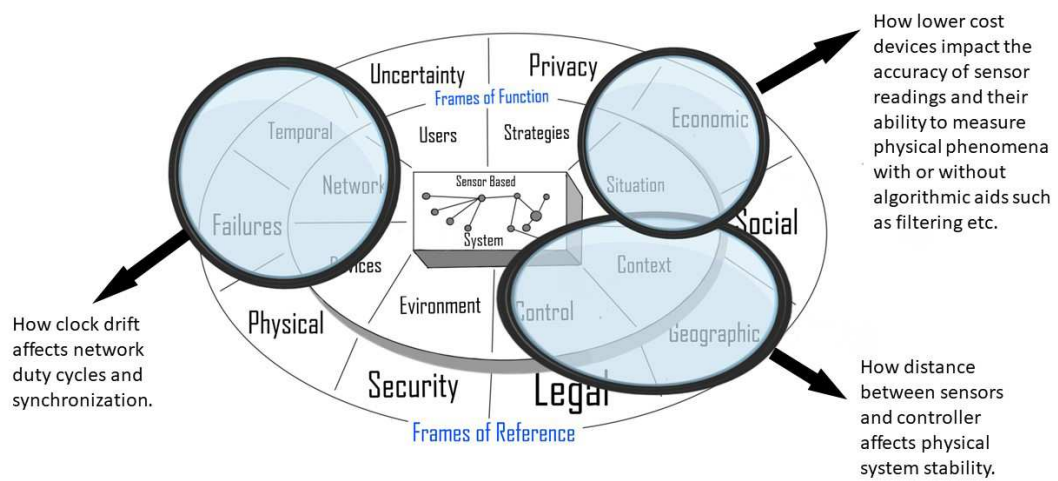 How lower cost
devices impact the
accuracy of sensor
readings and their
ability to measure
physical phenomena
with or without
algorithmic aids such
as filtering etc.
Uncertainty
Privacy
Frames of Function
Temporal
Users
Strategies
Economic
Network
Sensor Based
System
Situation
Failures
Social
Devices
Context
Evironment
Control
Physical
Geographic
Security
Legal
Frames of Reference
How clock drift
affects network
duty cycles and
synchronization.
How distance
between sensors
and controller
affects physical
system stability.